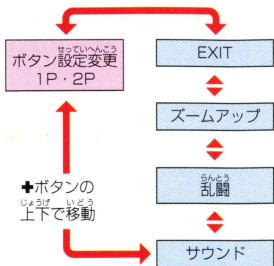 せっていへんこう
ボタン設定変更
1P・2P
EXIT
ズームアップ
らんとう
乱闘
サウンド
✚ボタンの
じょうげ いどう
上下で移動